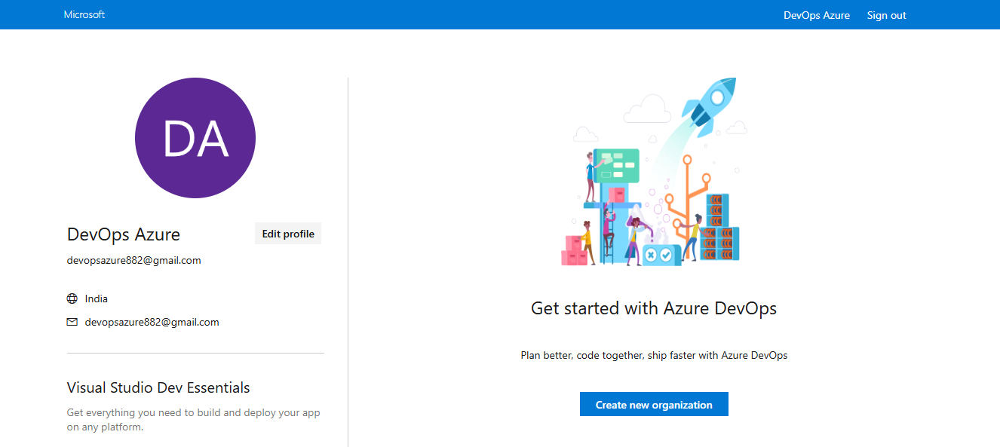 Microsoft
DevOps Azure
Sign out
DA
DevOps Azure
Edit profile
devopsazure882@gmail.com
India
devopsazure882@gmail.com
Visual Studio Dev Essentials
Get everything you need to build and deploy your app
on any platform.
Get started with Azure DevOps
Plan better, code together, ship faster with Azure DevOps
Create new organization